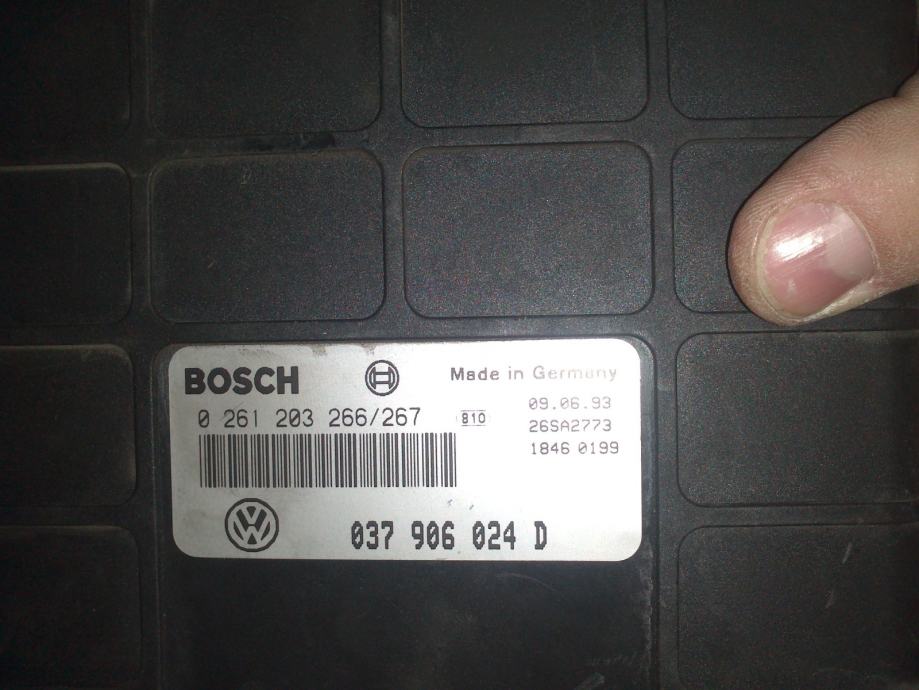 BOSCH
Made in Germany
0 261 203 266/267
810
09.06.93
26SA2773
1846 0199
037 906 024 D